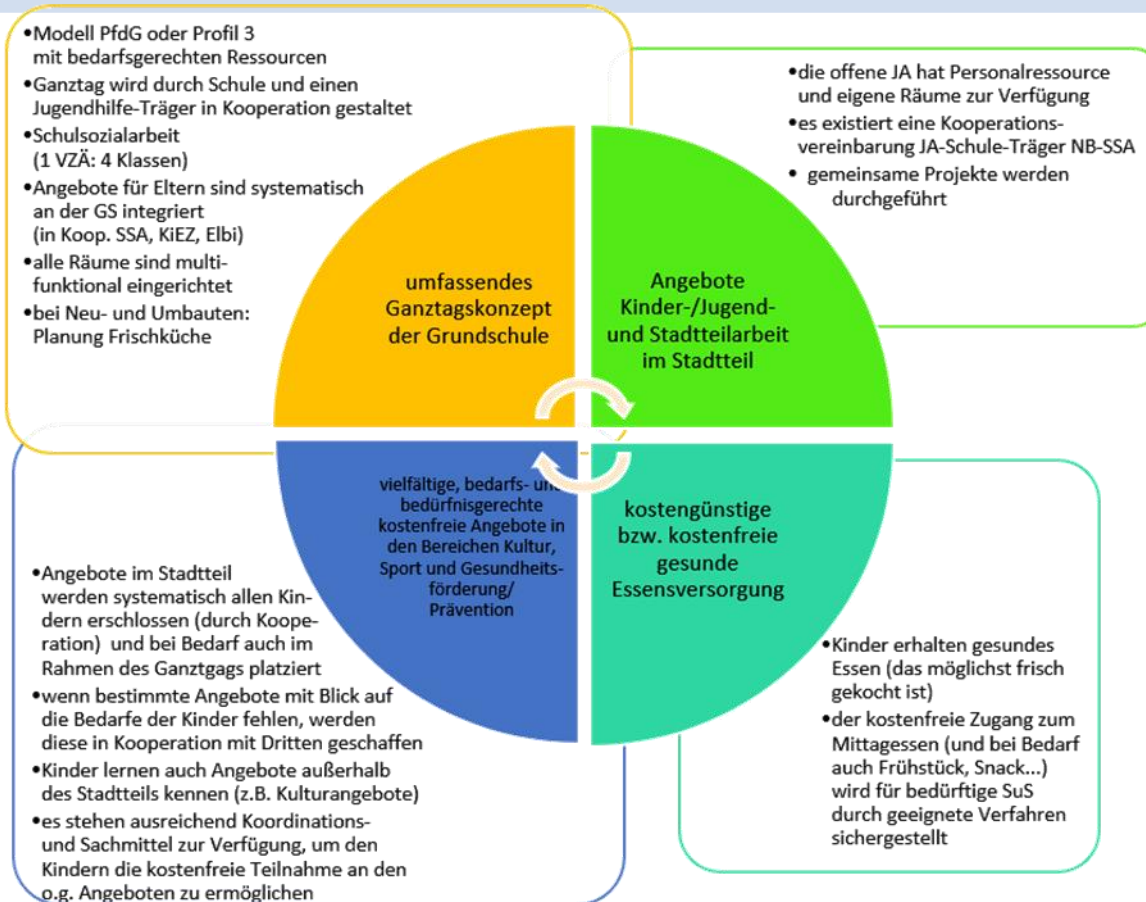 •Modell PfdG oder Profil 3
mit bedarfsgerechten Ressourcen
•Ganztag wird durch Schule und einen
Jugendhilfe-Träger in Kooperation gestaltet
•Schulsozialarbeit
(1 VZÄ: 4 Klassen)
•Angebote für Eltern sind systematisch
an der GS integriert
(in Koop. SSA, KiEZ, Elbi)
•alle Räume sind multi-
funktional eingerichtet
•bei Neu- und Umbauten:
Planung Frischküche
•die offene JA hat Personalressource
und eigene Räume zur Verfügung
•es existiert eine Kooperations-
vereinbarung JA-Schule-Träger NB-SSA
• gemeinsame Projekte werden
durchgeführt
umfassendes
Ganztagskonzept
der Grundschule
Angebote
Kinder-/Jugend-
und Stadtteilarbeit
im Stadtteil
vielfältige, bedarfs- und
bedürfnisgerechte
kostenfreie Angebote in
den Bereichen Kultur,
Sport und Gesundheits-
förderung/
Prävention
kostengünstige
bzw. kostenfreie
gesunde
Essensversorgung
•Angebote im Stadtteil
werden systematisch allen Kin-
dern erschlossen (durch Koope-
ration) und bei Bedarf auch im
Rahmen des Ganztgags platziert
•wenn bestimmte Angebote mit Blick auf
die Bedarfe der Kinder fehlen, werden
diese in Kooperation mit Dritten geschaffen
•Kinder lernen auch Angebote außerhalb
des Stadtteils kennen (z.B. Kulturangebote)
•es stehen ausreichend Koordinations-
und Sachmittel zur Verfügung, um den
Kindern die kostenfreie Teilnahme an den
o.g. Angeboten zu ermöglichen
•Kinder erhalten gesundes
Essen (das möglichst frisch
gekocht ist)
•der kostenfreie Zugang zum
Mittagessen (und bei Bedarf
auch Frühstück, Snack...)
wird für bedürftige SuS
durch geeignete Verfahren
sichergestellt